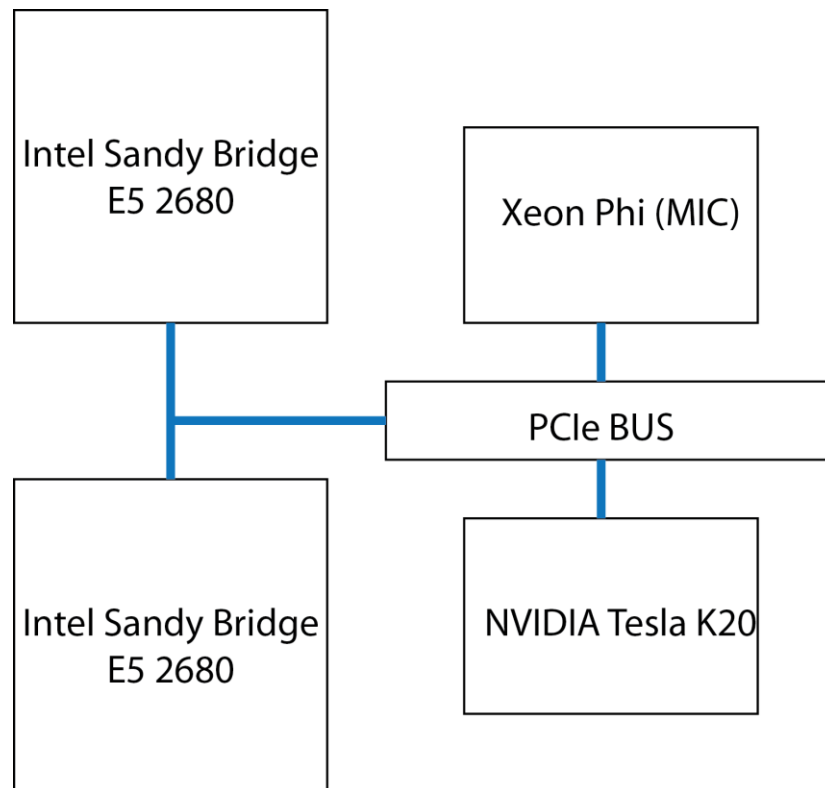 Intel Sandy Bridge
E5 2680
Xeon Phi (MIC)
PCIe BUS
Intel Sandy Bridge
E5 2680
NVIDIA Tesla K20